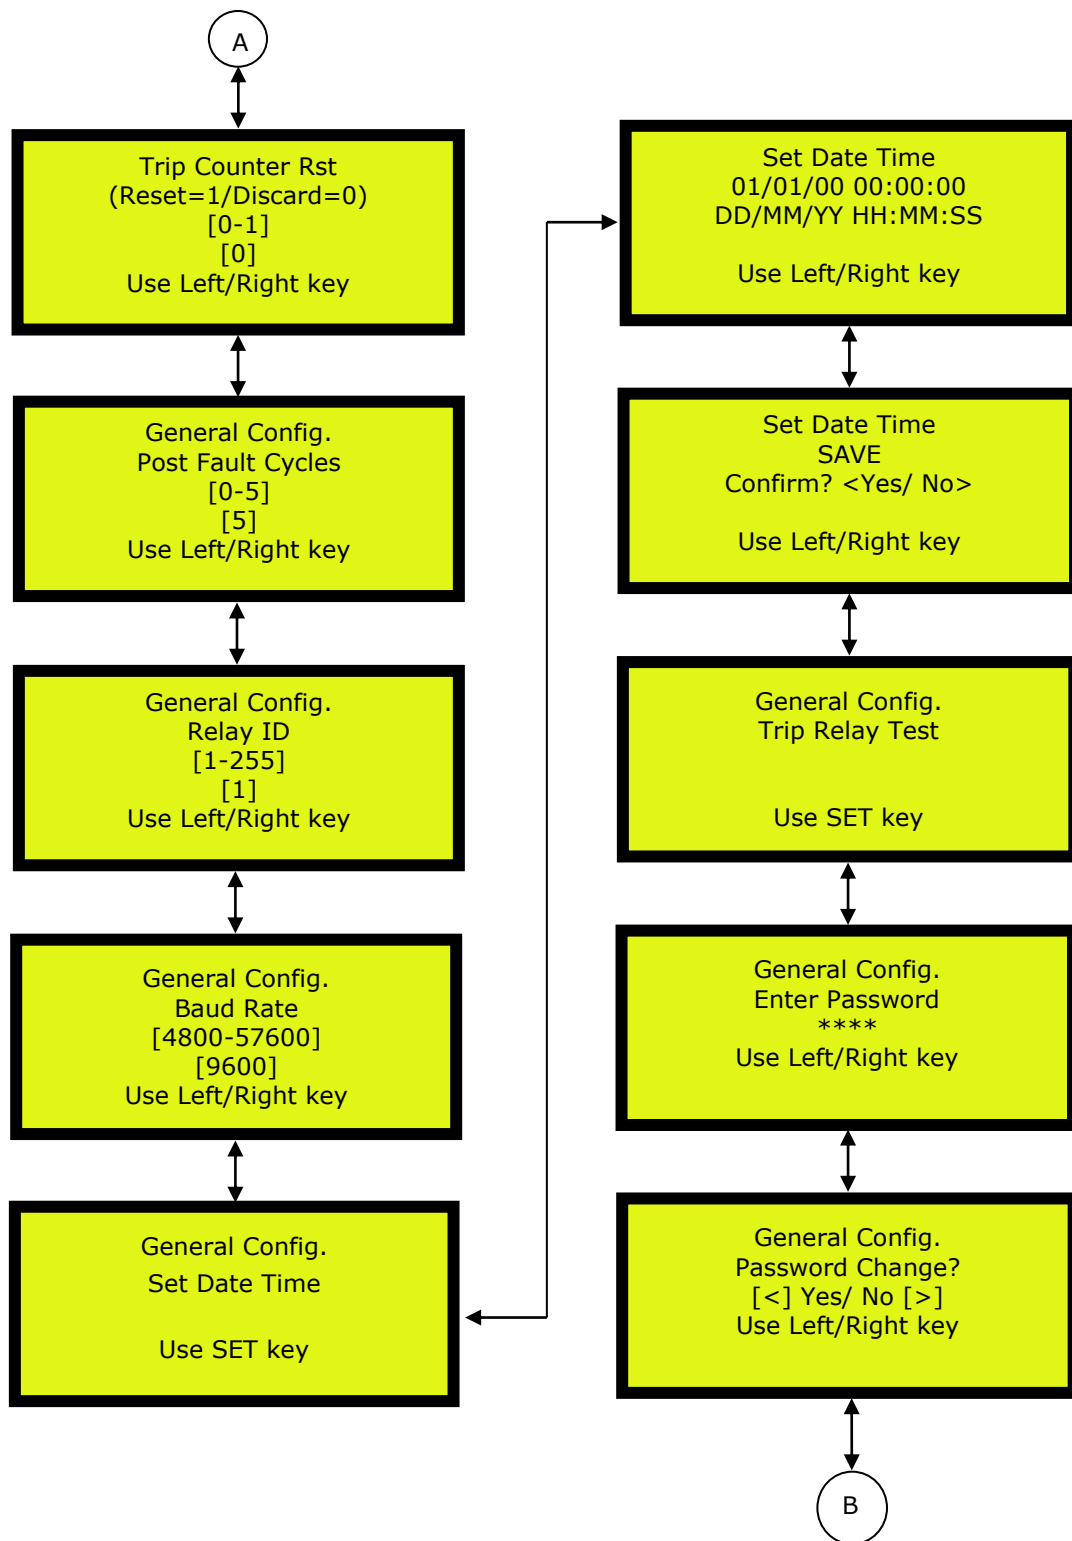 A
Trip Counter Rst
(Reset=1/Discard=0)
[0-1]
[0]
Use Left/Right key
General Config.
Post Fault Cycles
[0-5]
[5]
Use Left/Right key
General Config.
Relay ID
[1-255]
[1]
Use Left/Right key
General Config.
Baud Rate
[4800-57600]
[9600]
Use Left/Right key
General Config.
Set Date Time
Use SET key
Set Date Time
01/01/00 00:00:00
DD/MM/YY HH:MM:SS
Use Left/Right key
Set Date Time
SAVE
Confirm? <Yes/ No>
Use Left/Right key
General Config.
Trip Relay Test
Use SET key
General Config.
Enter Password
****
Use Left/Right key
General Config.
Password Change?
[<] Yes/ No [>]
Use Left/Right key
B